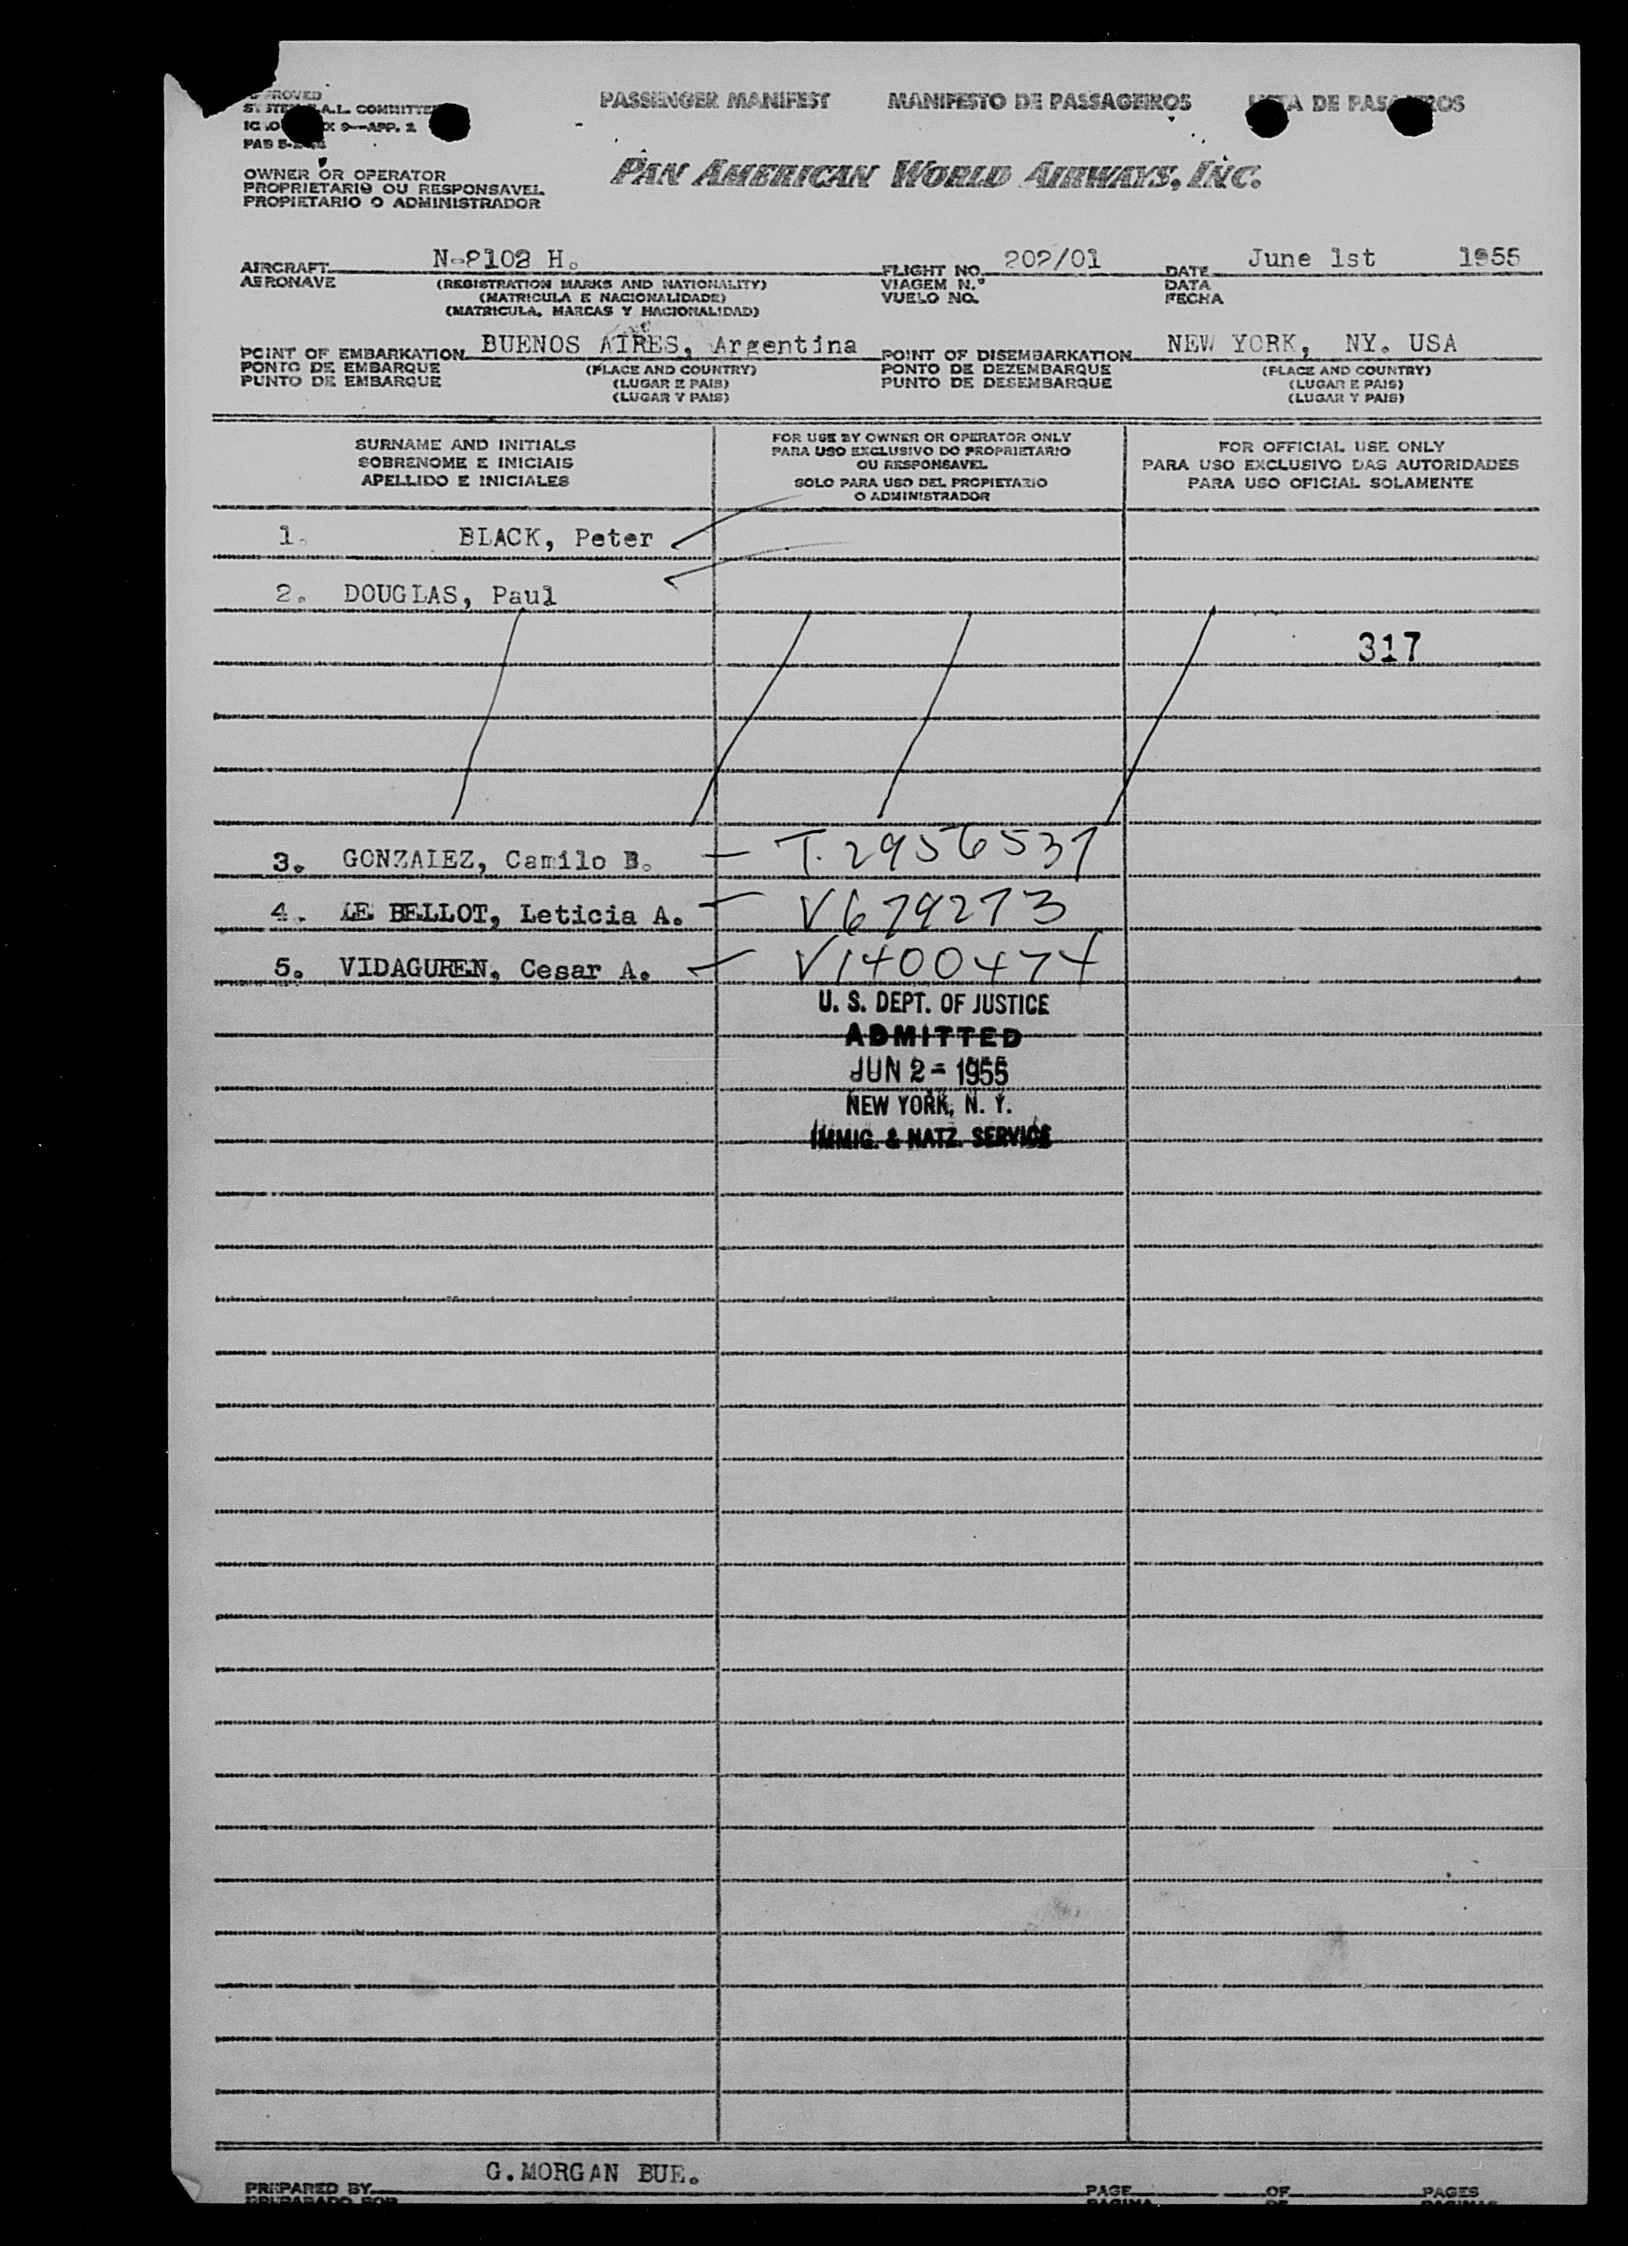 PASSENGER MANIFEST MANIFESTO DE PASSAGEIROS DE
A.L. COMMITTEE
9—APP. 2
OWNER OR OPERATOR
PROPRIETARIO OU RESPONSAVEL
PROPIETARIO O ADMINISTRADOR
PAN AMERICAN WORLD AIRWAYS, INC.
AIRCRAFT N-8102 H. FLIGHT NO. 202/01 DATE June 1st 1955
AERONAVE (REGISTRATION MARKS AND NATIONALITY) VIAGEM N.º DATA
(MATRICULA E NACIONALIDADE) VUELO NO. FECHA
(MATRICULA, MARCAS Y NACIONALIDAD)
POINT OF EMBARKATION BUENOS AIRES, Argentina POINT OF DISEMBARKATION NEW YORK, NY. USA
PONTO DE EMBARQUE (PLACE AND COUNTRY) PONTO DE DEZEMBARQUE (PLACE AND COUNTRY)
PUNTO DE EMBARQUE (LUGAR E PAIS) PUNTO DE DESEMBARQUE (LUGAR E PAIS)
(LUGAR Y PAIS) (LUGAR Y PAIS)
SURNAME AND INITIALS
SOBRENOME E INICIAIS
APELLIDO E INICIALES
FOR USE BY OWNER OR OPERATOR ONLY
PARA USO EXCLUSIVO DO PROPRIETARIO
OU RESPONSAVEL
SOLO PARA USO DEL PROPIETARIO
O ADMINISTRADOR
FOR OFFICIAL USE ONLY
PARA USO EXCLUSIVO DAS AUTORIDADES
PARA USO OFICIAL SOLAMENTE
1. BLACK, Peter
2. DOUGLAS, Paul
317
3. GONZALEZ, Camilo B. — T. 2956537
4. LE BELLOT, Leticia A. — V679273
5. VIDAGUREN, Cesar A. — V1400474
U. S. DEPT. OF JUSTICE
ADMITTED
JUN 2 - 1955
NEW YORK, N. Y.
IMMIG. & NATZ. SERVICE
G.MORGAN BUE.
PREPARED BY PAGE OF PAGES